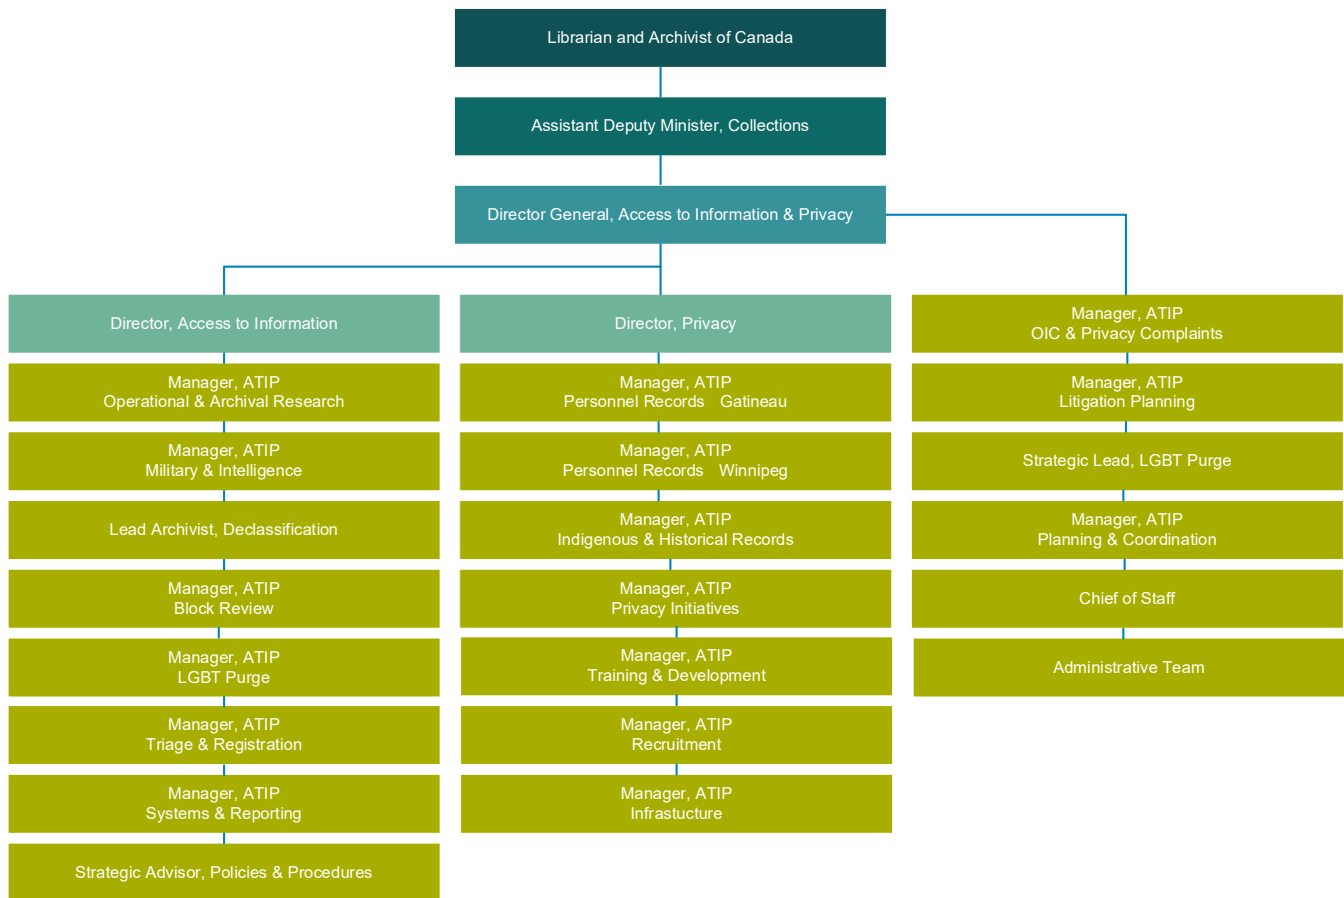 Librarian and Archivist of Canada
Assistant Deputy Minister, Collections
Director General, Access to Information & Privacy
Director, Access to Information
Manager, ATIP
Operational & Archival Research
Manager, ATIP
Military & Intelligence
Lead Archivist, Declassification
Manager, ATIP
Block Review
Manager, ATIP
LGBT Purge
Manager, ATIP
Triage & Registration
Manager, ATIP
Systems & Reporting
Strategic Advisor, Policies & Procedures
Director, Privacy
Manager, ATIP
Personnel Records Gatineau
Manager, ATIP
Personnel Records Winnipeg
Manager, ATIP
Indigenous & Historical Records
Manager, ATIP
Privacy Initiatives
Manager, ATIP
Training & Development
Manager, ATIP
Recruitment
Manager, ATIP
Infrastucture
Manager, ATIP
OIC & Privacy Complaints
Manager, ATIP
Litigation Planning
Strategic Lead, LGBT Purge
Manager, ATIP
Planning & Coordination
Chief of Staff
Administrative Team